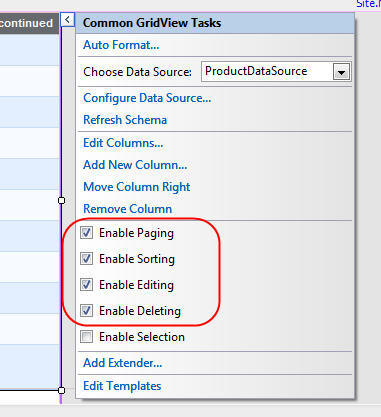 Site.
continued
Common GridView Tasks
Auto Format...
Choose Data Source: ProductDataSource
Configure Data Source...
Refresh Schema
Edit Columns...
Add New Column...
Move Column Right
Remove Column
Enable Paging
Enable Sorting
Enable Editing
Enable Deleting
Enable Selection
Add Extender...
Edit Templates